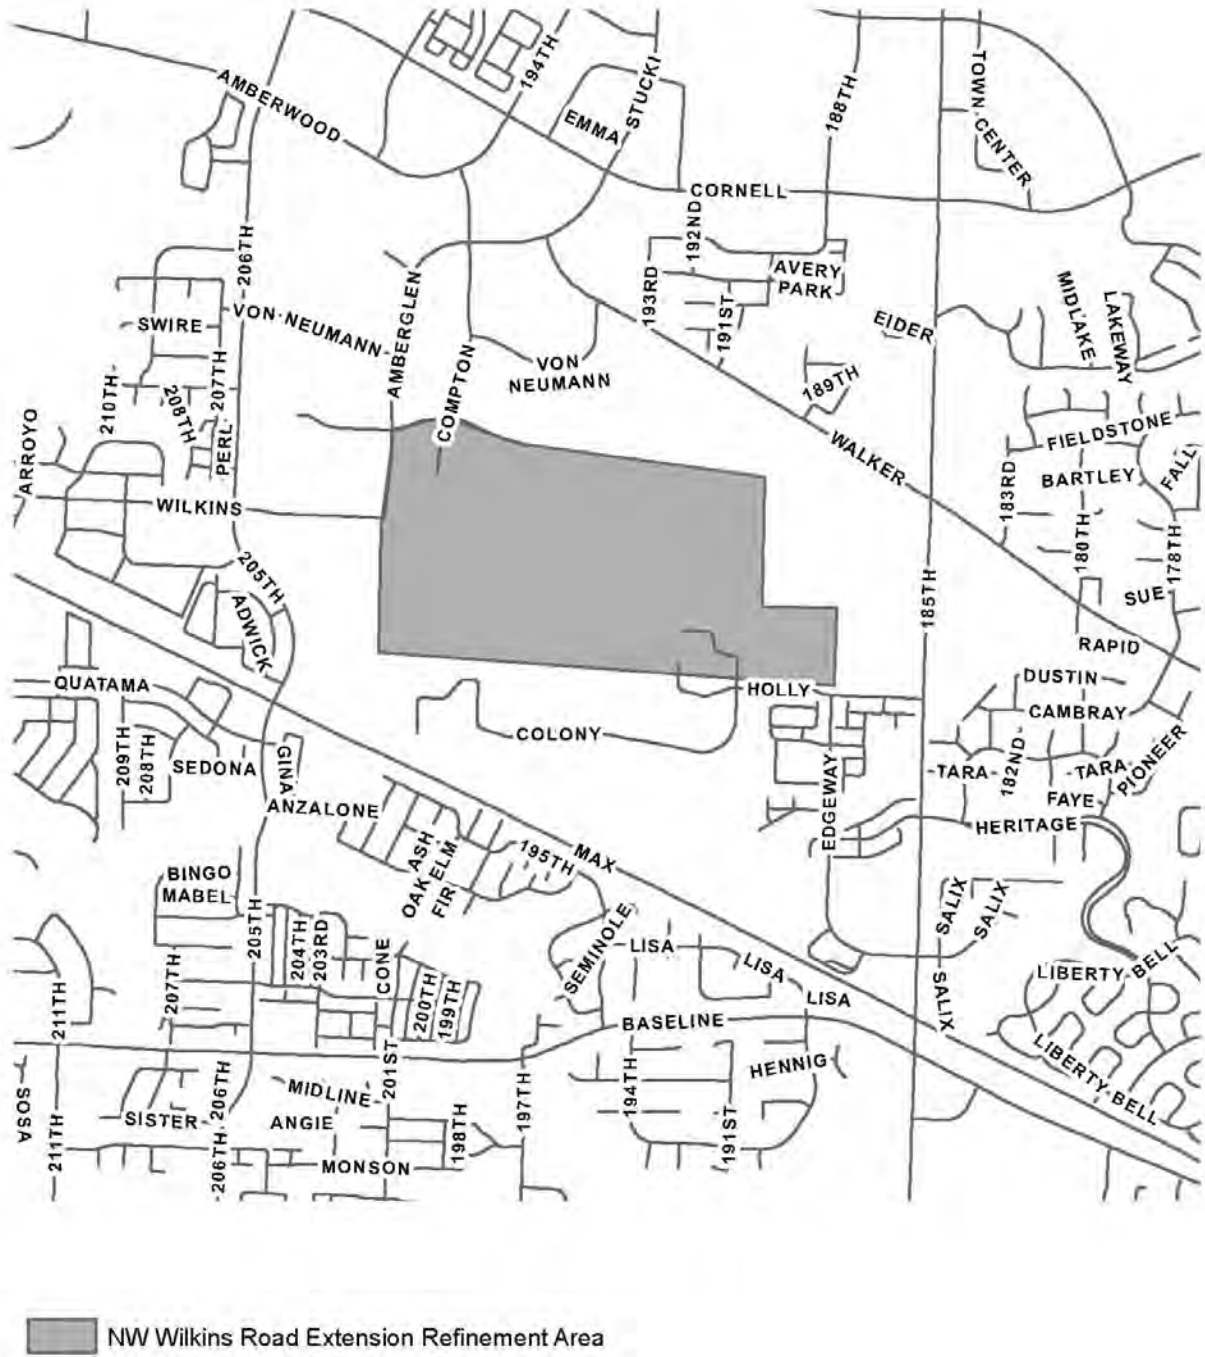 194TH
STUCKI
188TH
TOWN CENTER
AMBERWOOD
EMMA
CORNELL
206TH
192ND
193RD
AVERY
PARK
191ST
AMBERGLEN
MIDLAKE
LAKEWAY
SWIRE
VON NEUMANN
EIDER
COMPTON
VON
NEUMANN
189TH
210TH
208TH
207TH
PERL
ARROYO
WALKER
FIELDSTONE
BARTLEY
FALL
183RD
WILKINS
180TH
178TH
205TH
ADWICK
185TH
SUE
RAPID
QUATAMA
HOLLY
DUSTIN
CAMBRAY
COLONY
209TH
208TH
SEDONA
GINA
TARA
182ND
TARA
PIONEER
ANZALONE
EDGEWAY
FAYE
HERITAGE
ASH
OAK
ELM
FIR
195TH
MAX
BINGO
MABEL
205TH
204TH
203RD
CONE
SEMINOLE
LISA
LISA
LISA
SALIX
SALIX
SALIX
LIBERTY BELL
207TH
211TH
200TH
199TH
BASELINE
LIBERTY BELL
201ST
HENNIG
SOSA
206TH
MIDLINE
197TH
194TH
SISTER
ANGIE
198TH
191ST
211TH
206TH
MONSON
NW Wilkins Road Extension Refinement Area